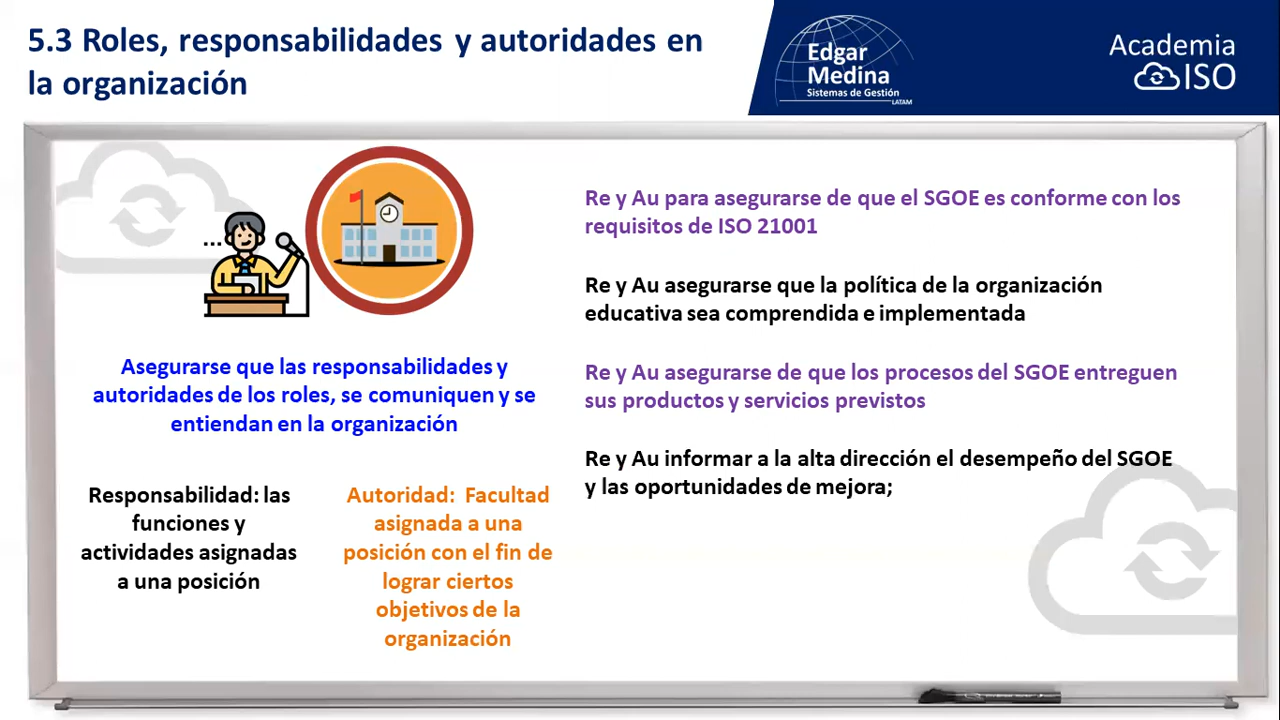 5.3 Roles, responsabilidades y autoridades en
la organización
Edgar
Medina
Sistemas de Gestión
LATAM
Academia
ISO
Re y Au para asegurarse de que el SGOE es conforme con los
requisitos de ISO 21001
Re y Au asegurarse que la política de la organización
educativa sea comprendida e implementada
Re y Au asegurarse de que los procesos del SGOE entreguen
sus productos y servicios previstos
Re y Au informar a la alta dirección el desempeño del SGOE
y las oportunidades de mejora;
Asegurarse que las responsabilidades y
autoridades de los roles, se comuniquen y se
entiendan en la organización
Responsabilidad: las
funciones y
actividades asignadas
a una posición
Autoridad: Facultad
asignada a una
posición con el fin de
lograr ciertos
objetivos de la
organización